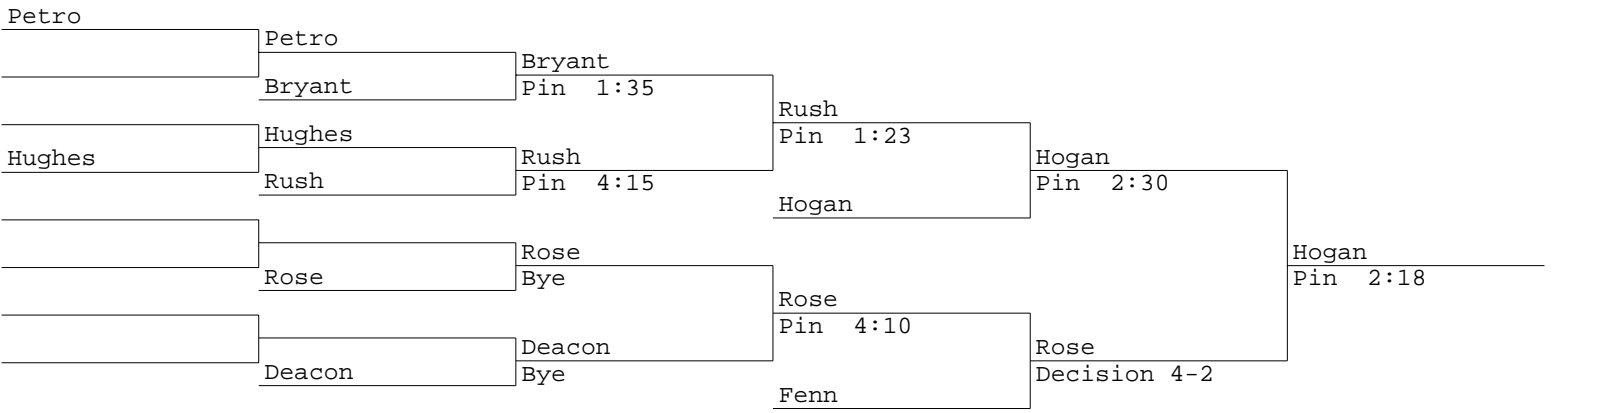 Petro
Petro
Bryant
Bryant
Pin 1:35
Rush
Hughes
Pin 1:23
Hughes
Rush
Hogan
Rush
Pin 4:15
Pin 2:30
Hogan
Rose
Hogan
Rose
Bye
Pin 2:18
Rose
Pin 4:10
Deacon
Rose
Deacon
Bye
Decision 4-2
Fenn